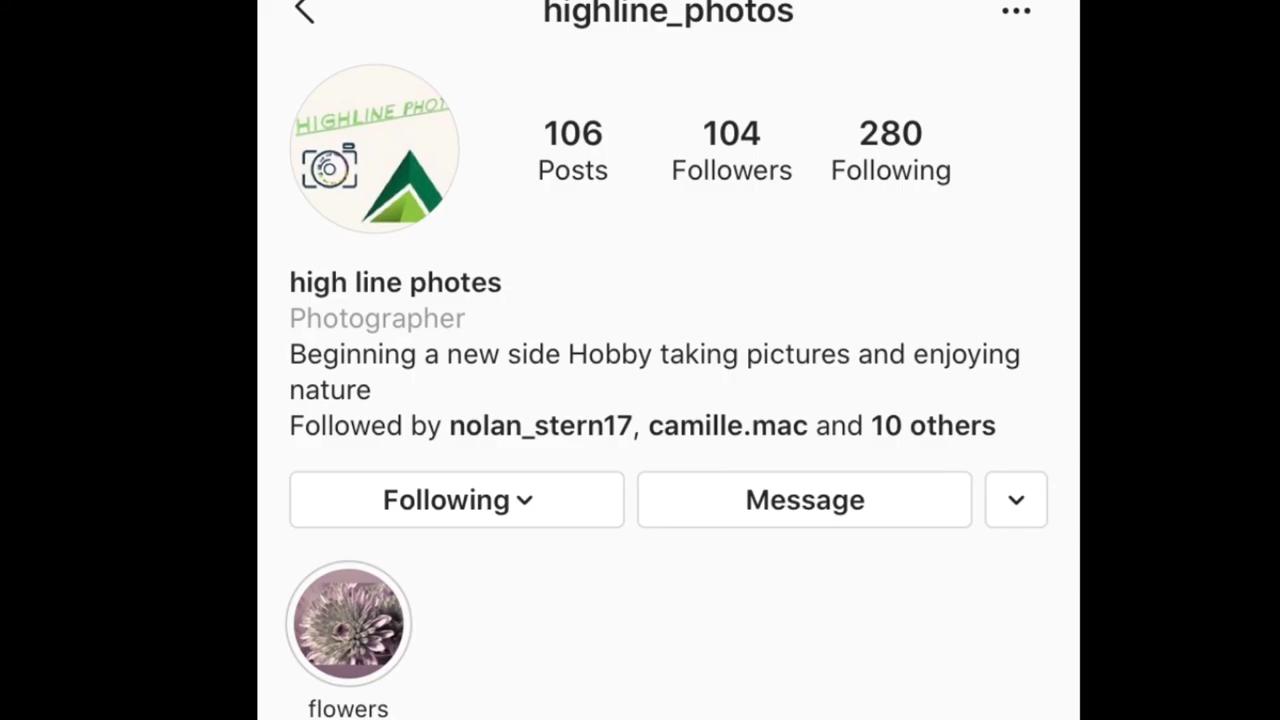 highline_photos
HIGHLINE PHOT
106
104
280
Posts
Followers
Following
high line photes
Photographer
Beginning a new side Hobby taking pictures and enjoying
nature
Followed by nolan_stern17, camille.mac and 10 others
Following
Message
flowers